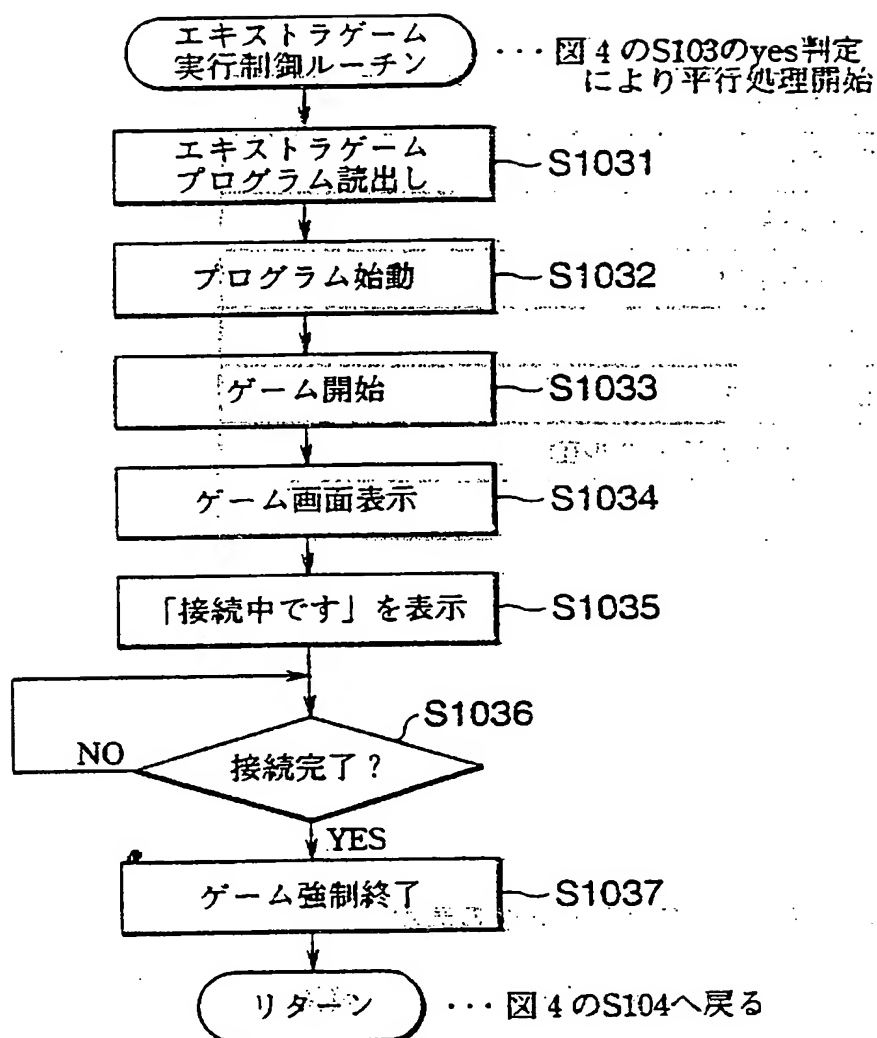 エキストラゲーム
実行制御ルーチン
・・・図4のS103のyes判定
により平行処理開始
エキストラゲーム
プログラム読出し
S1031
プログラム始動
S1032
ゲーム開始
S1033
ゲーム画面表示
S1034
「接続中です」を表示
S1035
S1036
NO
接続完了?
YES
ゲーム強制終了
S1037
リターン
・・・図4のS104へ戻る